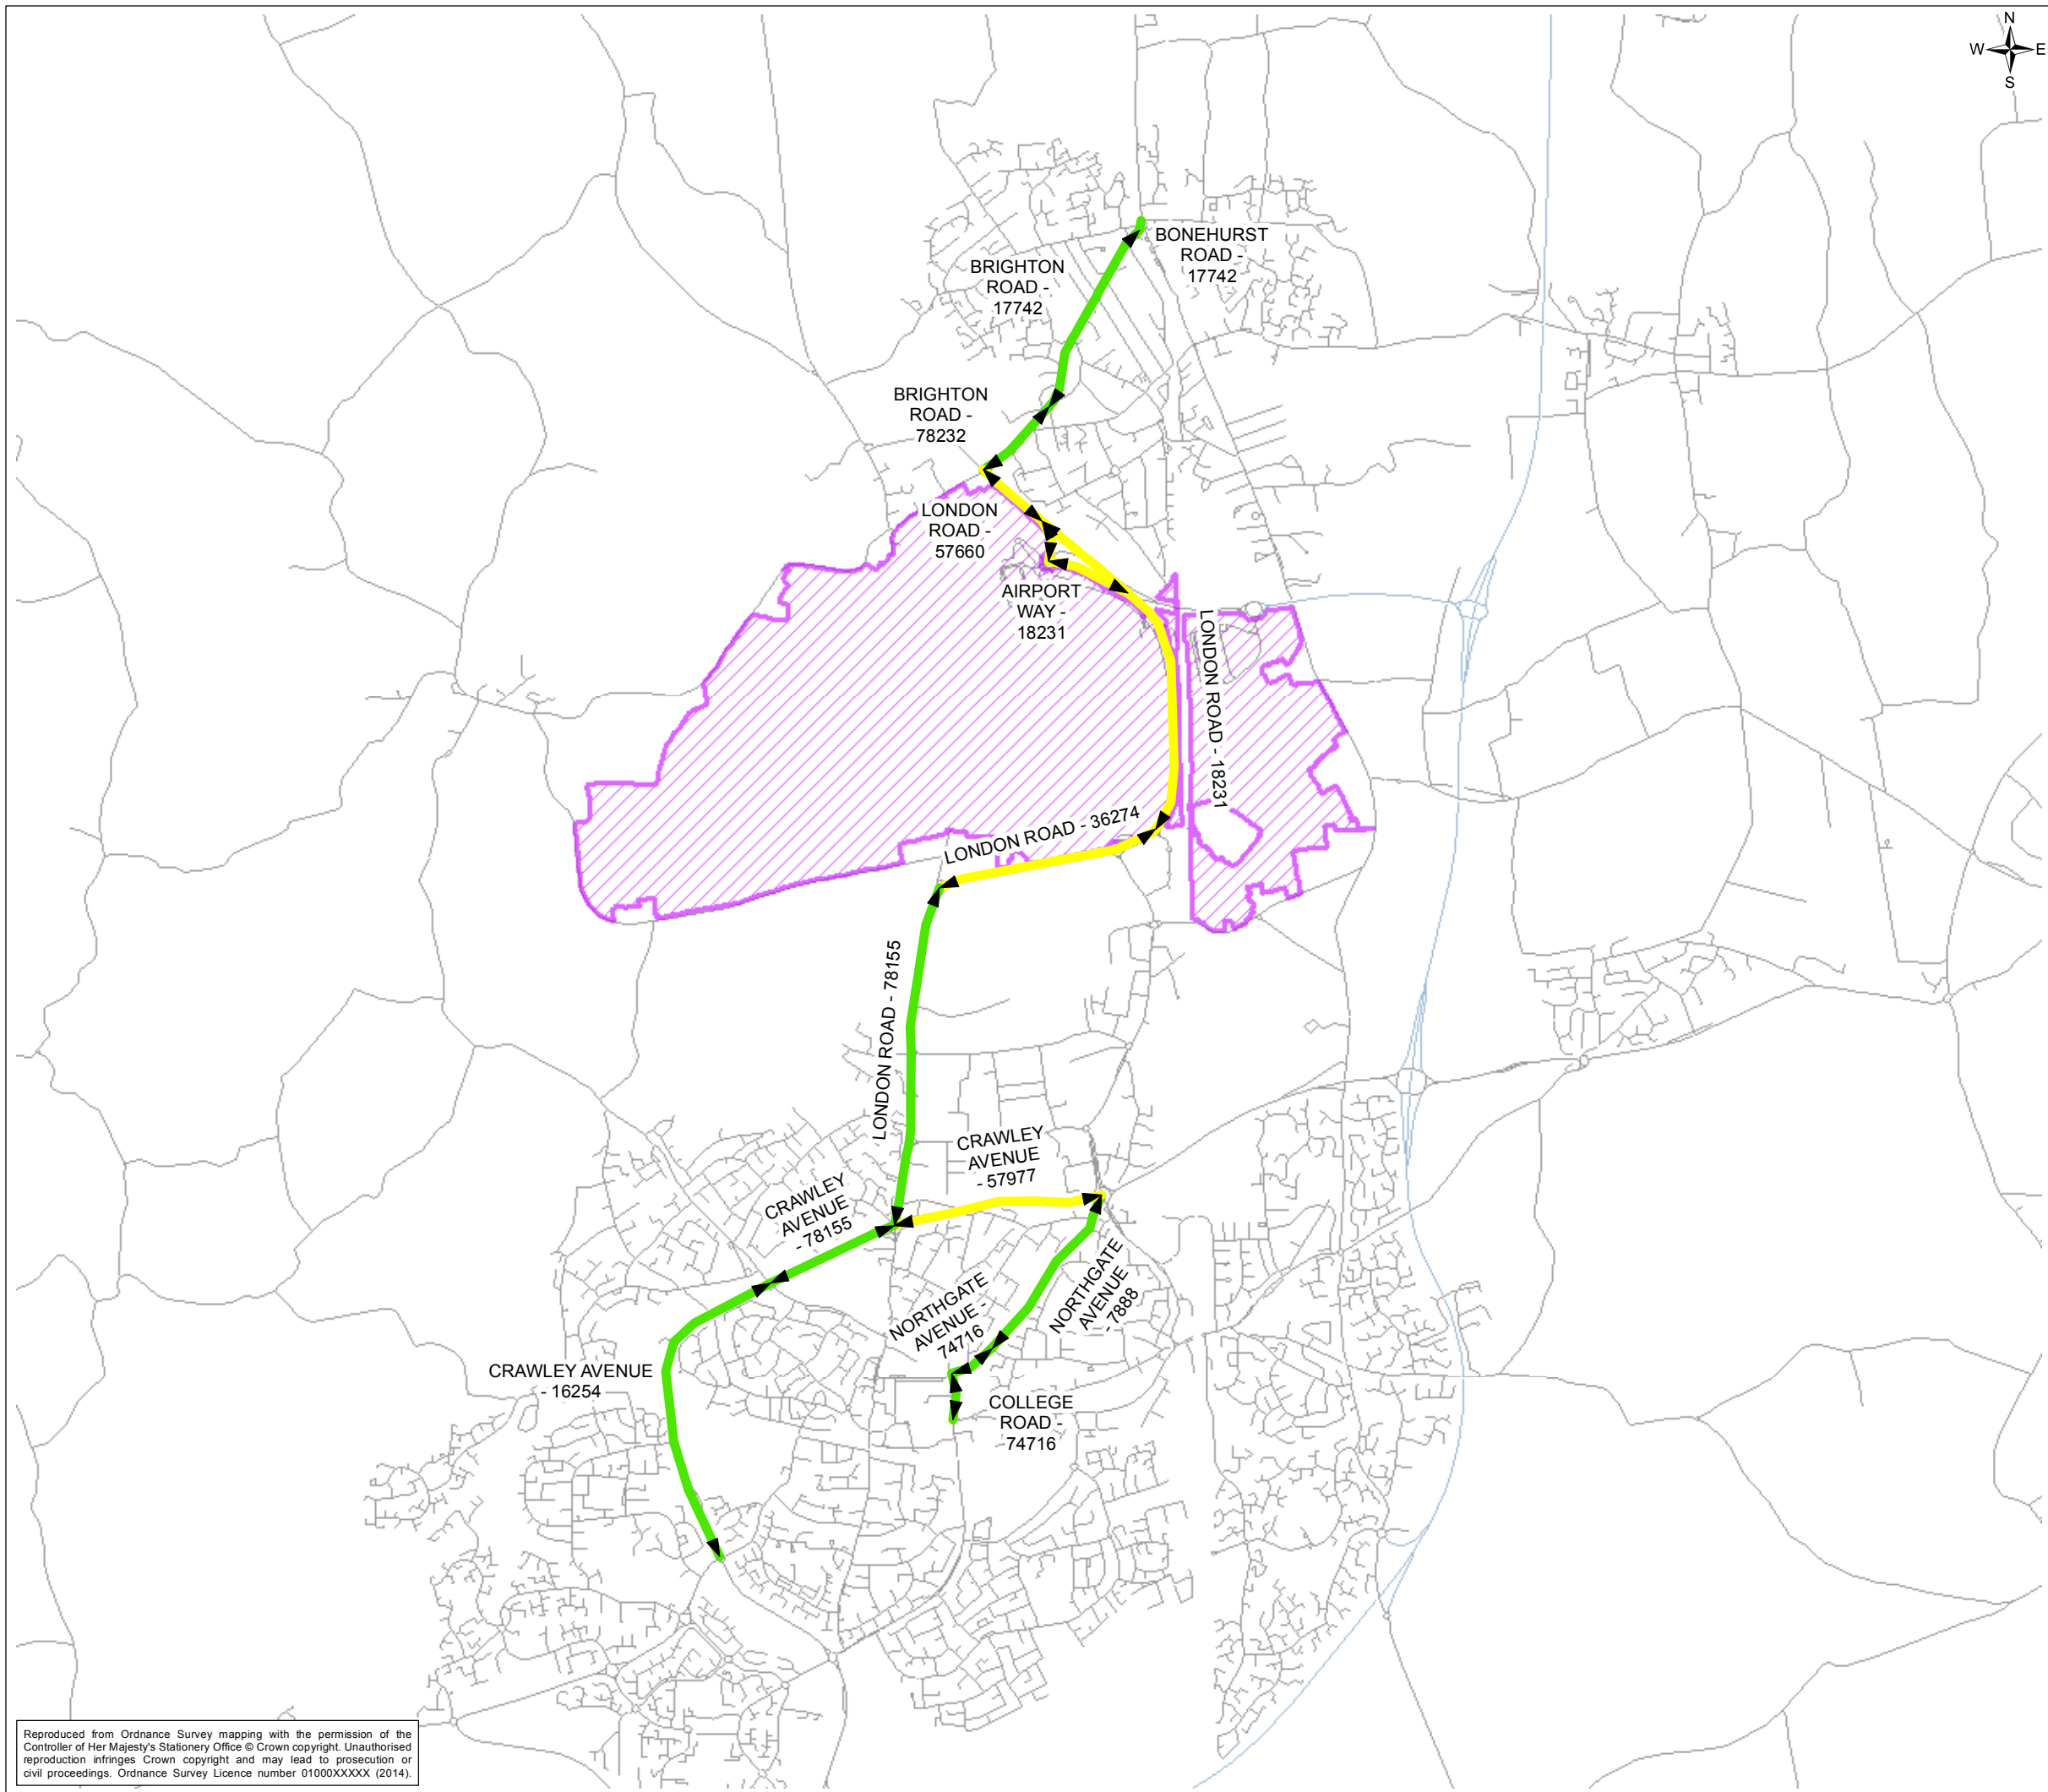 N
W
E
S
BONEHURST
ROAD -
17742
BRIGHTON
ROAD -
17742
BRIGHTON
ROAD -
78232
LONDON
ROAD -
57660
AIRPORT
WAY -
18231
LONDON ROAD - 18231
LONDON ROAD - 36274
LONDON ROAD - 78155
CRAWLEY
AVENUE
- 57977
CRAWLEY
AVENUE
- 78155
NORTHGATE
AVENUE
- 7888
NORTHGATE
AVENUE -
74716
CRAWLEY AVENUE
- 16254
COLLEGE
ROAD -
74716
Reproduced from Ordnance Survey mapping with the permission of the
Controller of Her Majesty's Stationery Office © Crown copyright. Unauthorised
reproduction infringes Crown copyright and may lead to prosecution or
civil proceedings. Ordnance Survey Licence number 01000XXXXX (2014).